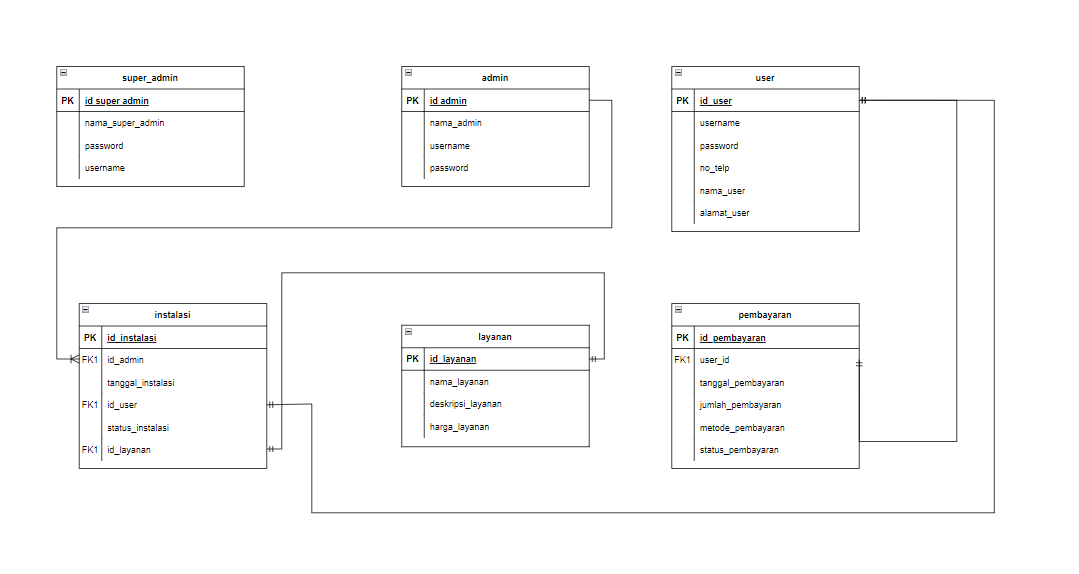 super_admin
PK id super admin
nama_super_admin
password
username
admin
PK id admin
nama_admin
username
password
user
PK id_user
username
password
no_telp
nama_user
alamat_user
instalasi
PK id_instalasi
FK1 id_admin
tanggal_instalasi
FK1 id_user
status_instalasi
FK1 id_layanan
layanan
PK id_layanan
nama_layanan
deskripsi_layanan
harga_layanan
pembayaran
PK id_pembayaran
FK1 user_id
tanggal_pembayaran
jumlah_pembayaran
metode_pembayaran
status_pembayaran